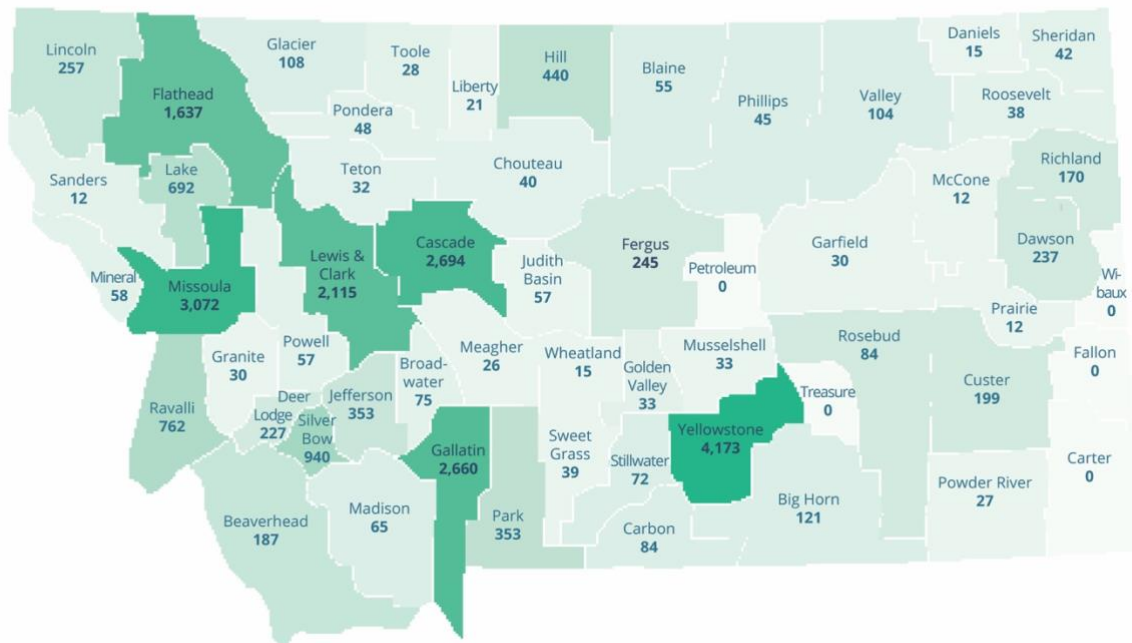 Lincoln
257
Flathead
1,637
Glacier
108
Toole
28
Liberty
21
Hill
440
Blaine
55
Phillips
45
Valley
104
Daniels
15
Sheridan
42
Roosevelt
38
Pondera
48
Teton
32
Chouteau
40
Sanders
12
Lake
692
McCone
12
Richland
170
Mineral
58
Missoula
3,072
Lewis &
Clark
2,115
Cascade
2,694
Judith
Basin
57
Fergus
245
Petroleum
0
Garfield
30
Dawson
237
Wi-
baux
0
Prairie
12
Ravalli
762
Granite
30
Powell
57
Deer
Lodge
227
Silver
Bow
940
Jefferson
353
Broad-
water
75
Meagher
26
Wheatland
15
Golden
Valley
33
Musselshell
33
Treasure
0
Rosebud
84
Custer
199
Fallon
0
Beaverhead
187
Madison
65
Gallatin
2,660
Park
353
Sweet
Grass
39
Stillwater
72
Yellowstone
4,173
Carbon
84
Big Horn
121
Powder River
27
Carter
0